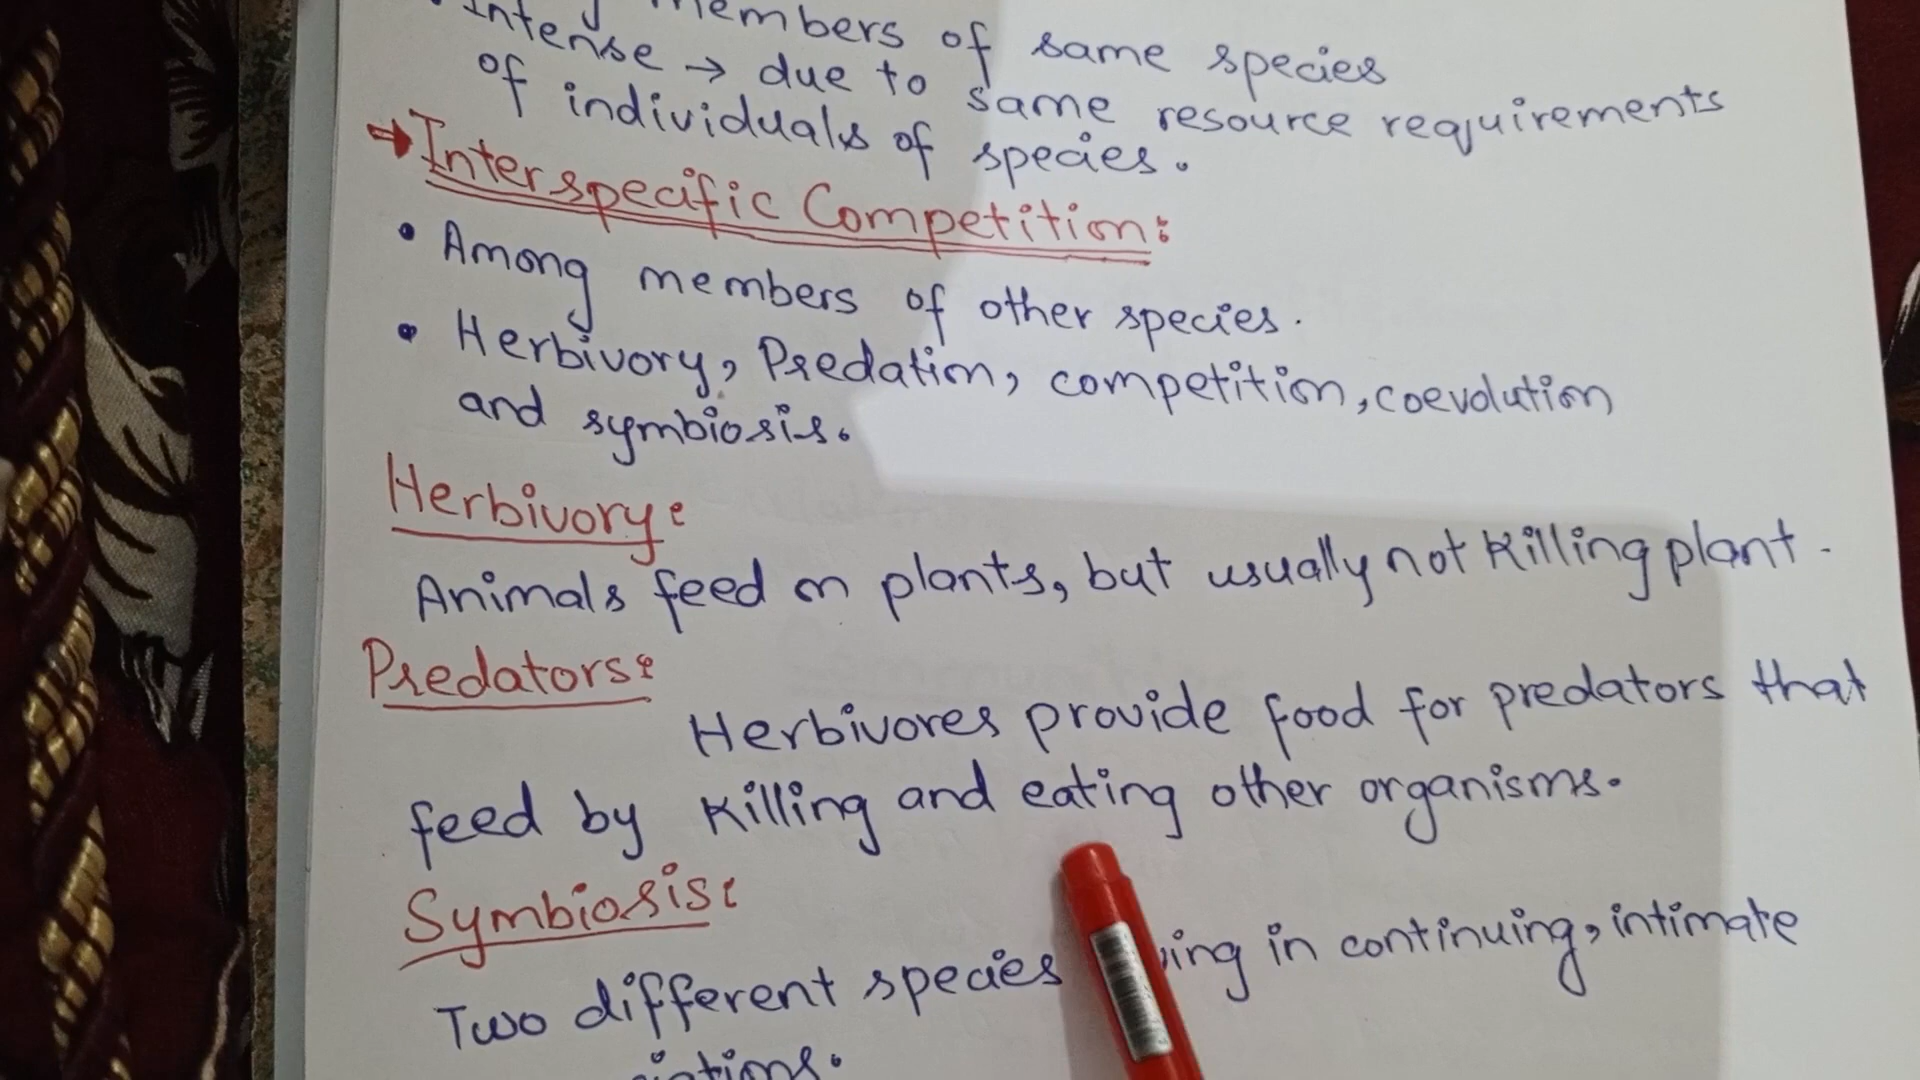 members of same species
Intense → due to same resource requirements
of individuals of species.
→ Interspecific Competition:
• Among members of other species.
• Herbivory, Predation, competition, coevolution
and symbiosis.
Herbivory:
Animals feed on plants, but usually not killing plant.
Predators:
Herbivores provide food for predators that
feed by killing and eating other organisms.
Symbiosis:
Two different species in continuing, intimate